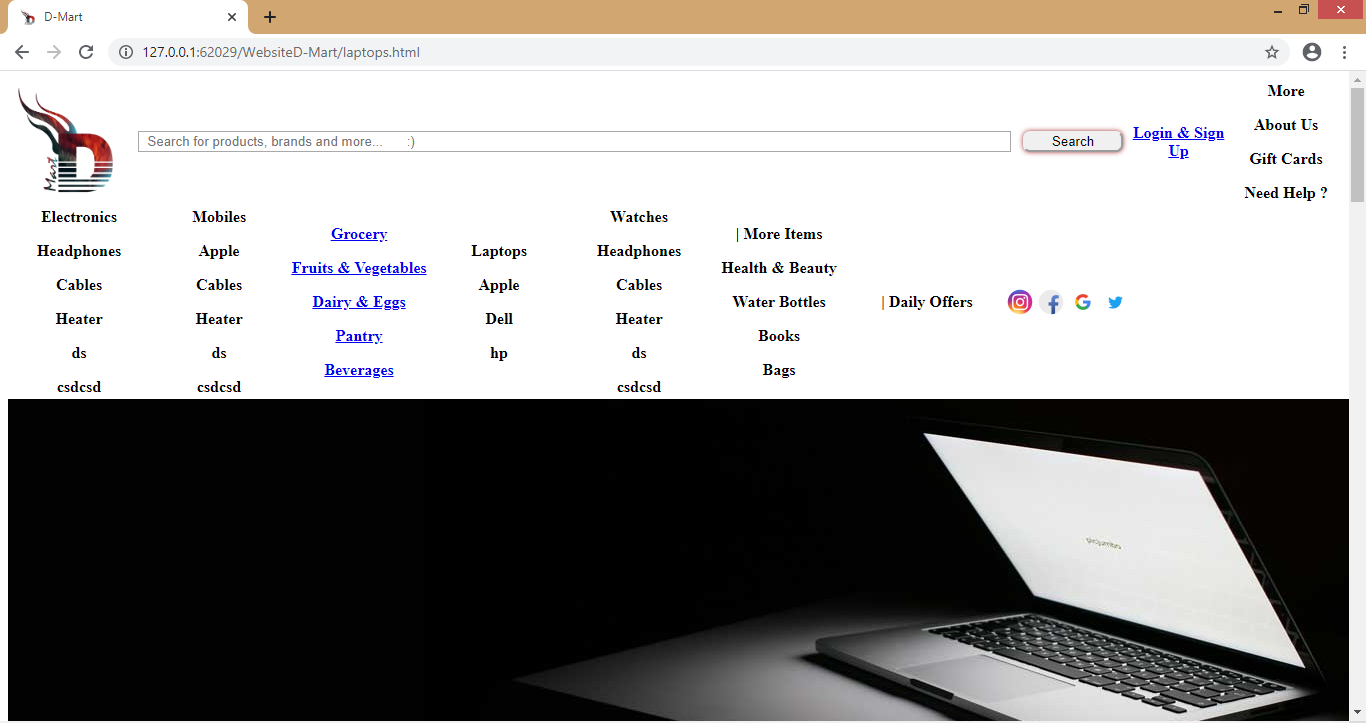 D-Mart
127.0.0.1:62029/WebsiteD-Mart/laptops.html
D
Mart
Search for products, brands and more... :)
Search
Login & Sign
Up
More
About Us
Gift Cards
Need Help ?
Electronics
Headphones
Cables
Heater
ds
csdcsd
Mobiles
Apple
Cables
Heater
ds
csdcsd
Grocery
Fruits & Vegetables
Dairy & Eggs
Pantry
Beverages
Laptops
Apple
Dell
hp
Watches
Headphones
Cables
Heater
ds
csdcsd
| More Items
Health & Beauty
Water Bottles
Books
Bags
| Daily Offers
picjumbo